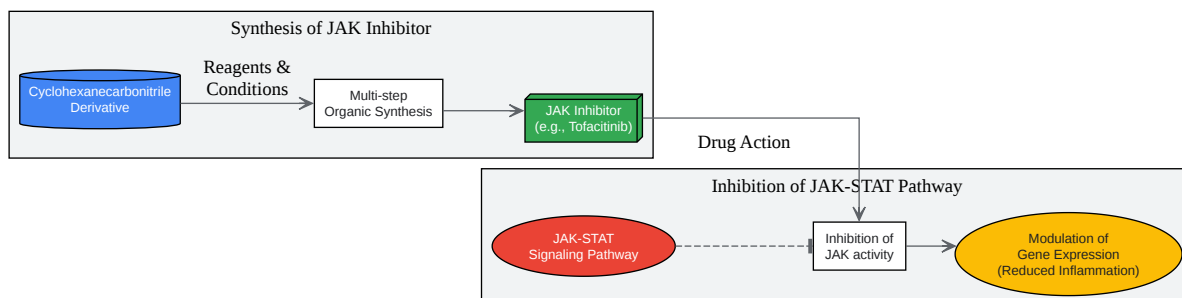 Synthesis of JAK Inhibitor
Cyclohexanecarbonitrile
Derivative
Reagents &
Conditions
Multi-step
Organic Synthesis
JAK Inhibitor
(e.g., Tofacitinib)
Drug Action
Inhibition of JAK-STAT Pathway
JAK-STAT
Signaling Pathway
Inhibition of
JAK activity
Modulation of
Gene Expression
(Reduced Inflammation)